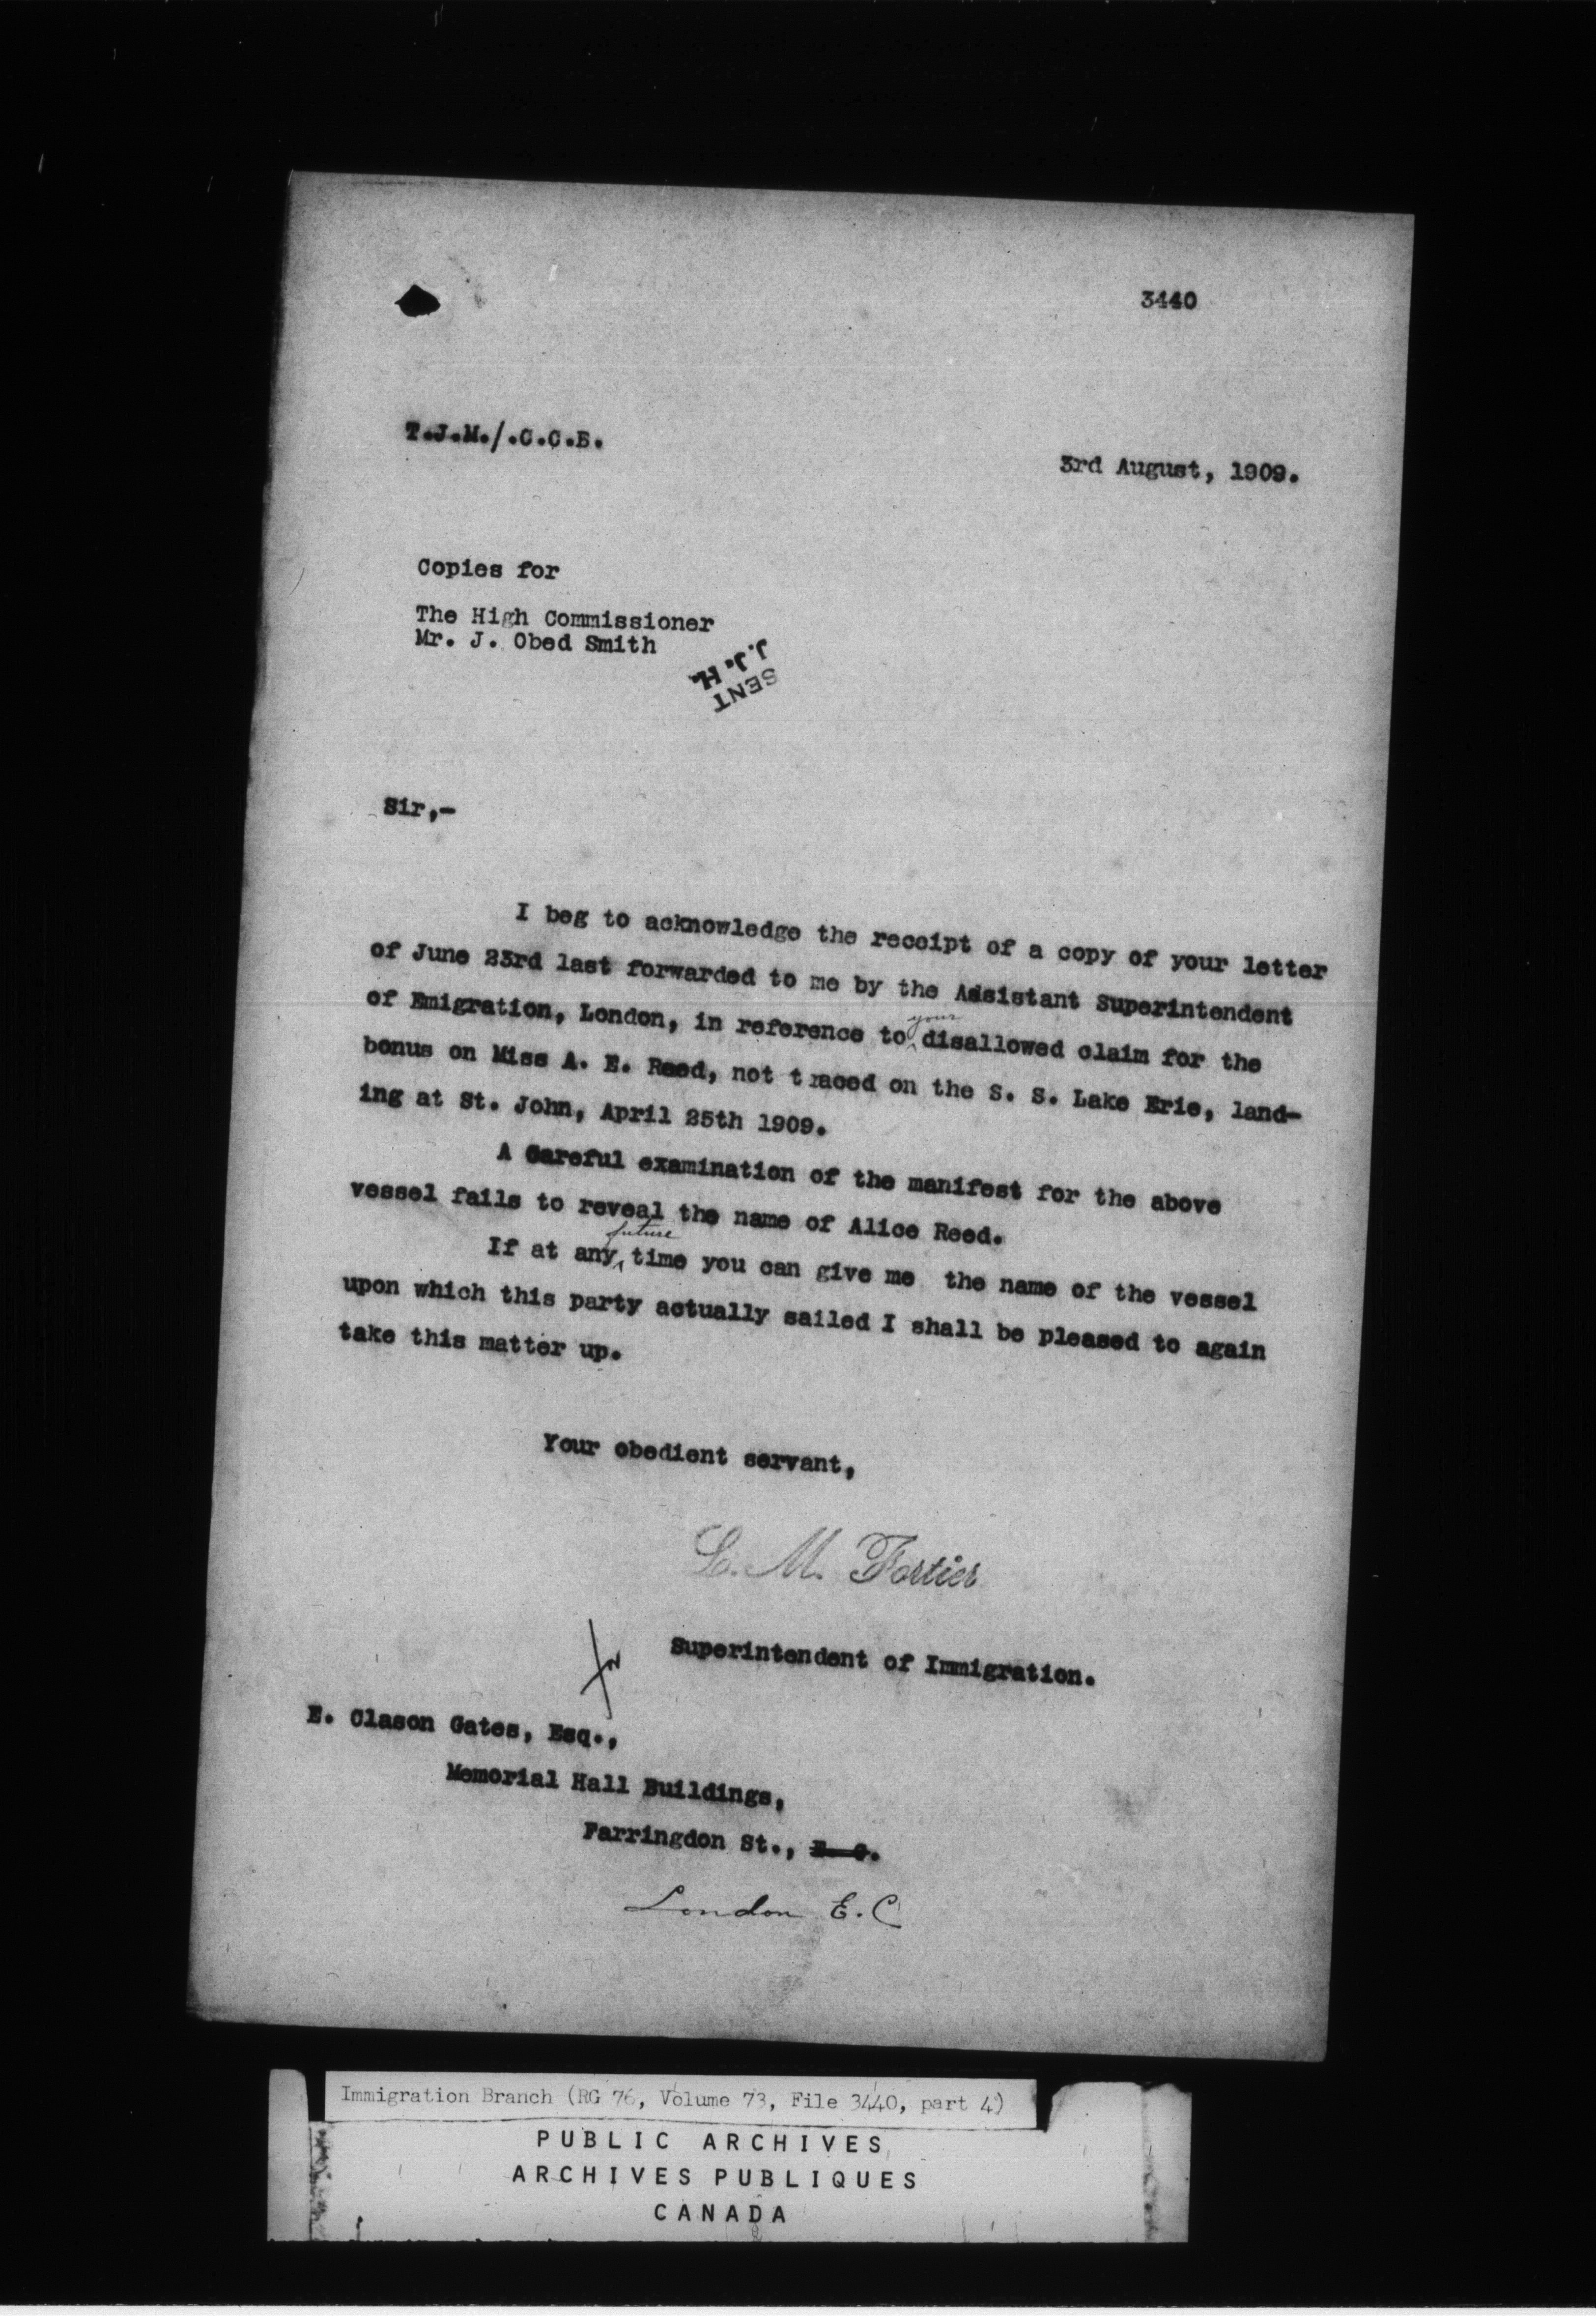 3440
T.J.M./.C.C.E.
3rd August, 1909.
Copies for
The High Commissioner
Mr. J. Obed Smith
J.J.H.
SENT
Sir,-
I beg to acknowledge the receipt of a copy of your letter
of June 23rd last forwarded to me by the Assistant Superintendent
of Emigration, London, in reference to your disallowed claim for the
bonus on Miss A. E. Reed, not traced on the S. S. Lake Erie, land-
ing at St. John, April 25th 1909.
A Careful examination of the manifest for the above
vessel fails to reveal the name of Alice Reed.
If at any future time you can give me the name of the vessel
upon which this party actually sailed I shall be pleased to again
take this matter up.
Your obedient servant,
L. M. Fortier
Superintendent of Immigration.
E. Clason Gates, Esq.,
Memorial Hall Buildings,
Farringdon St., E. C.
London E.C
Immigration Branch (RG 76, Volume 73, File 3440, part 4)
PUBLIC ARCHIVES
ARCHIVES PUBLIQUES
CANADA